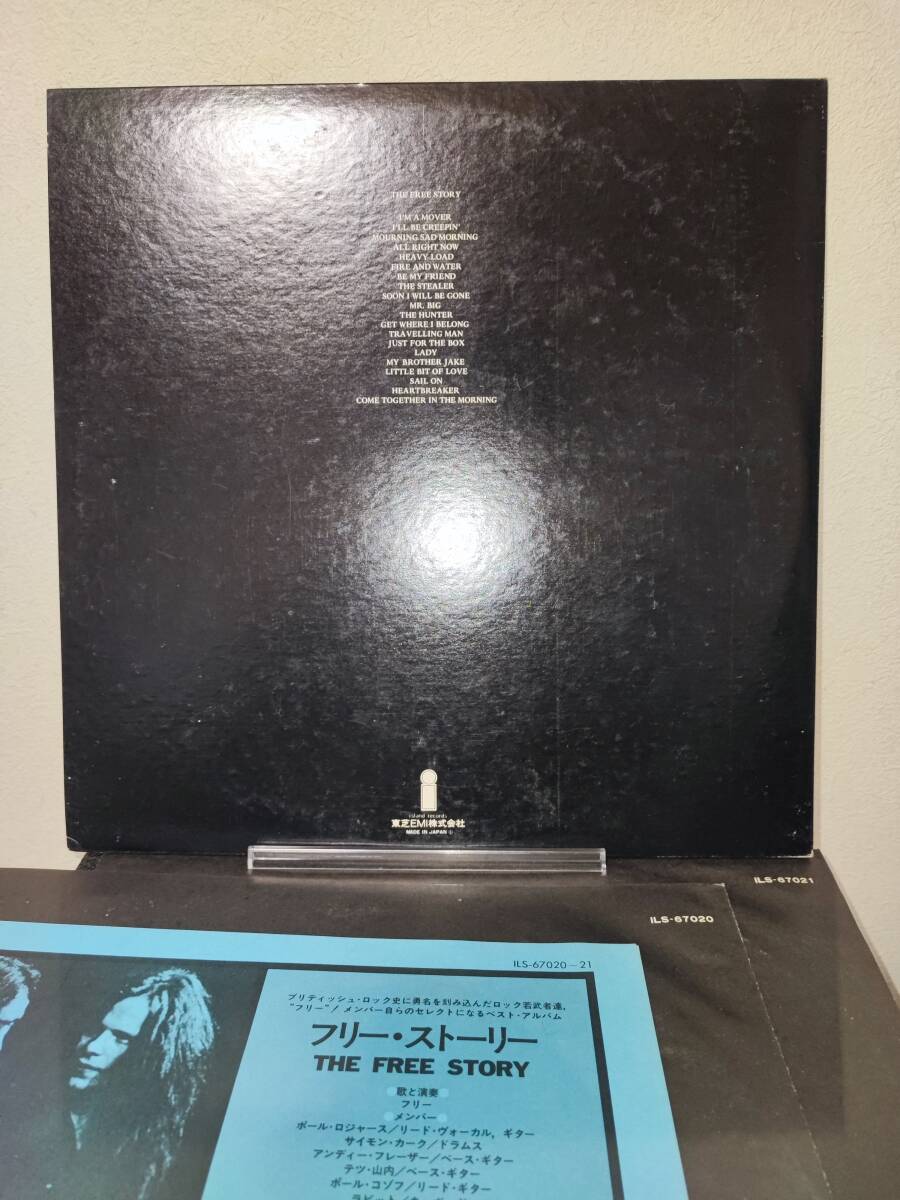 THE FREE STORY
I'M A MOVER
I'LL BE CREEPIN'
MOURNING SAD MORNING
ALL RIGHT NOW
HEAVY LOAD
FIRE AND WATER
BE MY FRIEND
THE STEALER
SOON I WILL BE GONE
MR. BIG
THE HUNTER
GET WHERE I BELONG
TRAVELLING MAN
JUST FOR THE BOX
LADY
MY BROTHER JAKE
LITTLE BIT OF LOVE
SAIL ON
HEARTBREAKER
COME TOGETHER IN THE MORNING
island records
東芝EMI株式会社
MADE IN JAPAN
ILS-67021
ILS-67020
ILS-67020-21
ブリティッシュ・ロック史に勇名を刻み込んだロック若武者達,
"フリー"/メンバー自らのセレクトになるベスト・アルバム
フリー・ストーリー
THE FREE STORY
歌と演奏
フリー
メンバー
ポール・ロジャース/リード・ヴォーカル, ギター
サイモン・カーク/ドラムス
アンディー・フレーザー/ベース・ギター
テツ・山内/ベース・ギター
ポール・コゾフ/リード・ギター